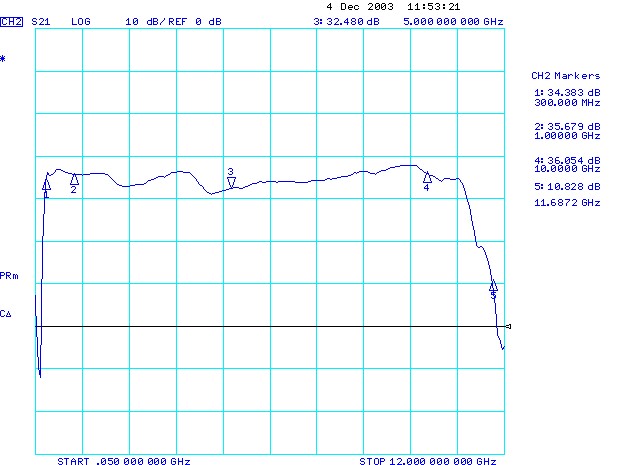 4 Dec 2003 11:53:21
CH2 S21 LOG 10 dB/REF 0 dB 3: 32.480 dB 5.000 000 000 GHz
*
CH2 Markers
1: 34.383 dB
300.000 MHz
2: 35.679 dB
1.00000 GHz
4: 36.054 dB
10.0000 GHz
5: 10.828 dB
11.6872 GHz
1
2
3
4
5
PRm
CΔ
START .050 000 000 GHz STOP 12.000 000 000 GHz